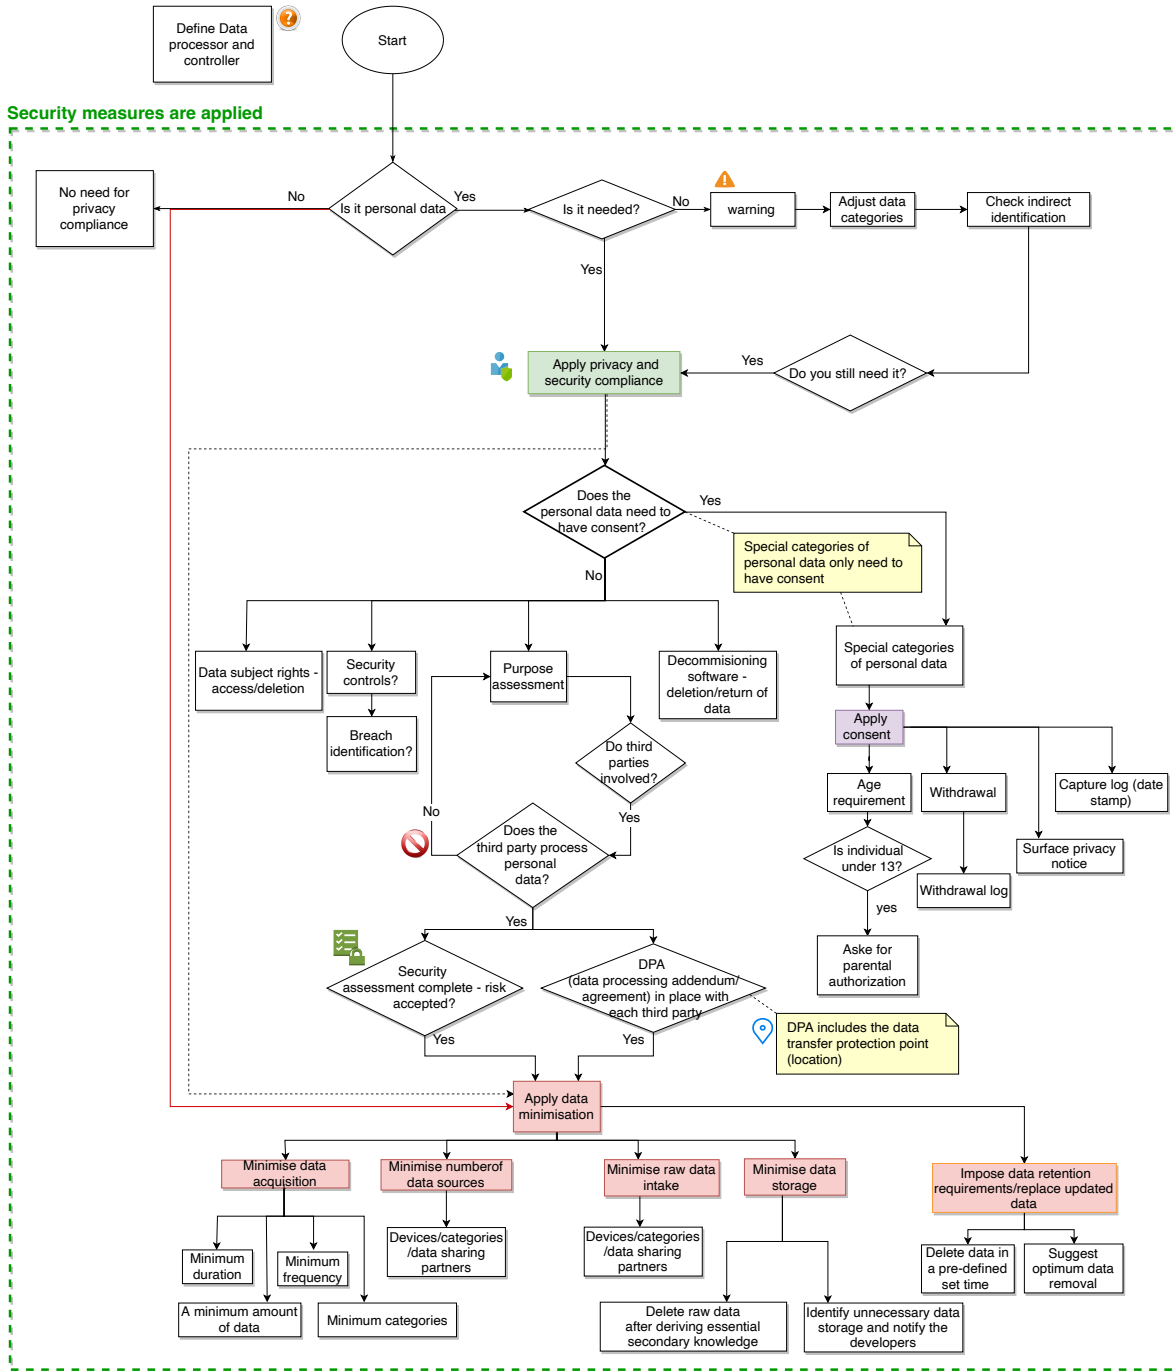 Define Data
processor and
controller
Start
Security measures are applied
No need for
privacy
compliance
No
Is it personal data
Yes
Is it needed?
No
warning
Adjust data
categories
Check indirect
identification
Yes
Apply privacy and
security compliance
Yes
Do you still need it?
Does the
personal data need to
have consent?
Yes
No
Special categories of
personal data only need to
have consent
Data subject rights -
access/deletion
Security
controls?
Purpose
assessment
Decommisioning
software -
deletion/return of
data
Special categories
of personal data
Breach
identification?
Do third
parties
involved?
Apply
consent
Age
requirement
Withdrawal
Capture log (date
stamp)
No
Yes
Does the
third party process
personal
data?
Is individual
under 13?
Surface privacy
notice
Withdrawal log
yes
Yes
Aske for
parental
authorization
Security
assessment complete - risk
accepted?
DPA
(data processing addendum/
agreement) in place with
each third party
DPA includes the data
transfer protection point
(location)
Yes
Yes
Apply data
minimisation
Minimise data
acquisition
Minimise numberof
data sources
Minimise raw data
intake
Minimise data
storage
Impose data retention
requirements/replace updated
data
Minimum
duration
Minimum
frequency
Devices/categories
/data sharing
partners
Devices/categories
/data sharing
partners
Delete data in
a pre-defined
set time
Suggest
optimum data
removal
A minimum amount
of data
Minimum categories
Delete raw data
after deriving essential
secondary knowledge
Identify unnecessary data
storage and notify the
developers